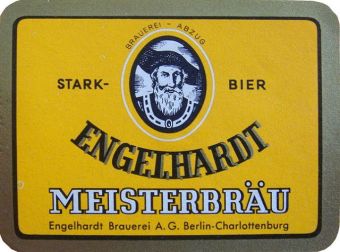 BRAUEREI - ABZUG
STARK- BIER
ENGELHARDT
MEISTERBRÄU
Engelhardt Brauerei A.G. Berlin-Charlottenburg